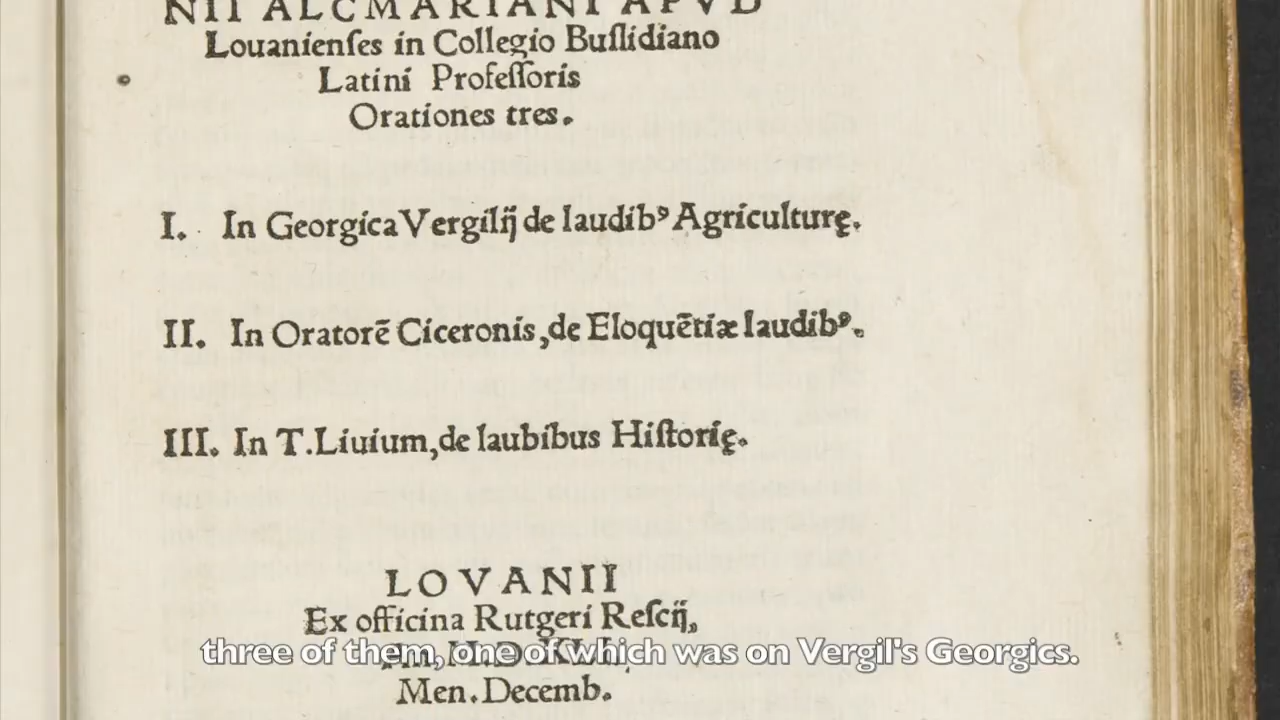 NII ALCMARIANI APVD
Louanienſes in Collegio Buſlidiano
Latini Profeſſoris
Orationes tres.
I. In Georgica Vergilij de laudibꝰ Agriculturę.
II. In Oratorē Ciceronis, de Eloquētiæ laudibꝰ.
III. In T. Liuium, de laubibus Hiſtorię.
LOVANII
Ex officina Rutgeri Reſcij,
three of them, one of which was on Vergil's Georgics.
Men. Decemb.